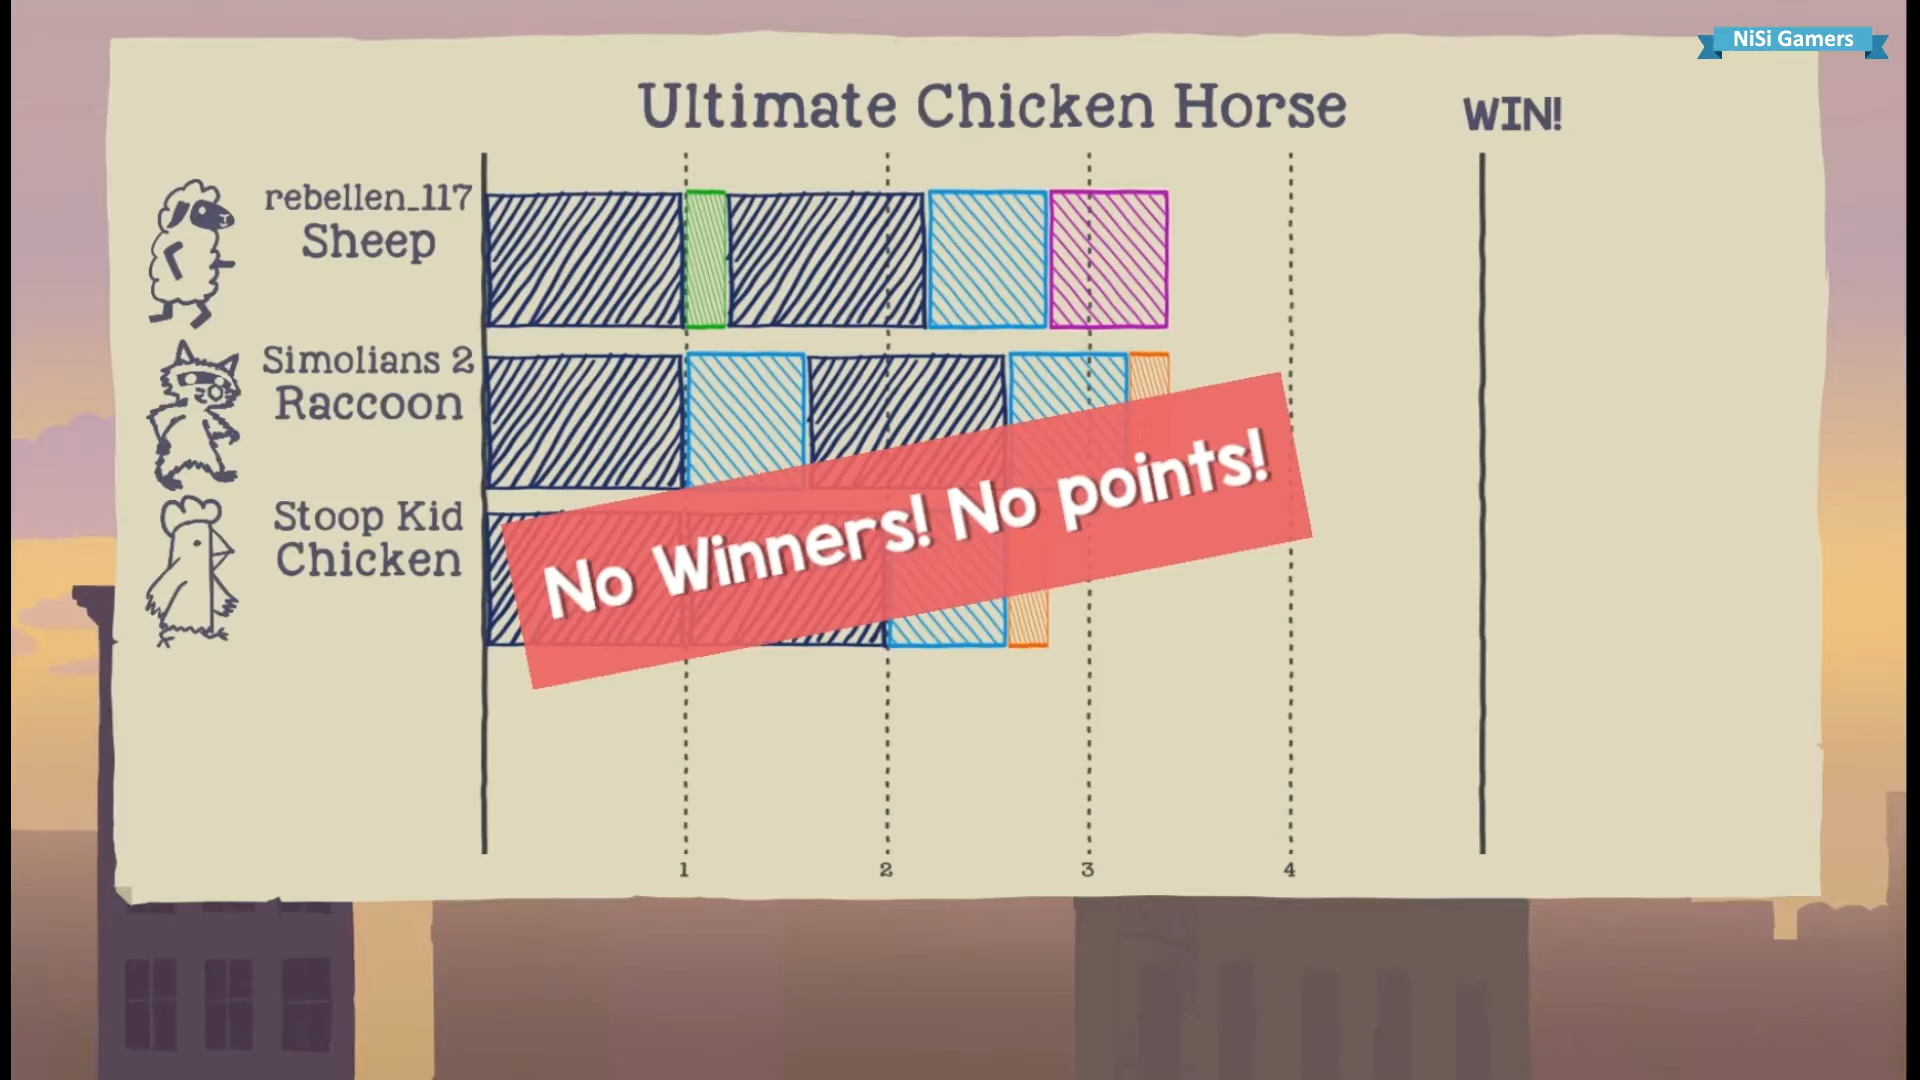 NiSi Gamers
Ultimate Chicken Horse
WIN!
rebellen_117
Sheep
Simolians 2
Raccoon
Stoop Kid
Chicken
No Winners! No points!
1 2 3 4